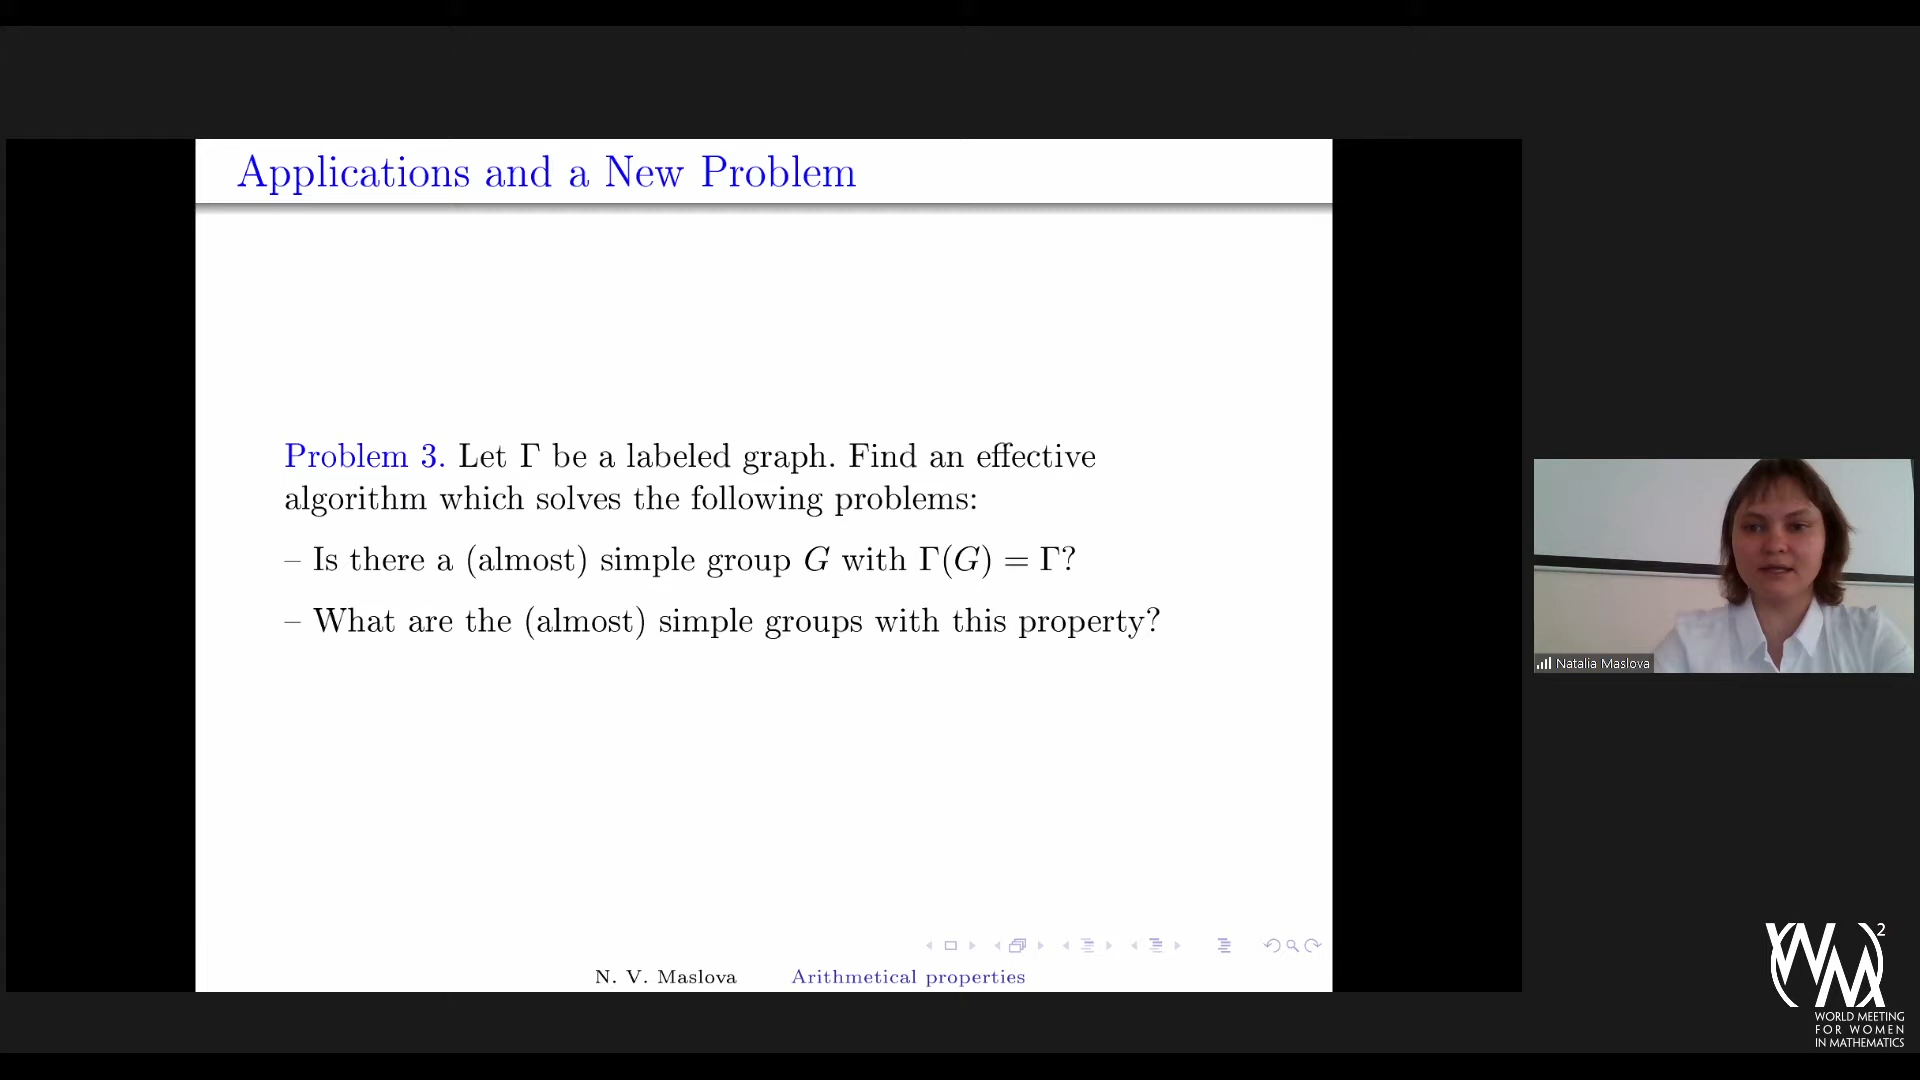 Applications and a New Problem
Problem 3. Let Γ be a labeled graph. Find an effective
algorithm which solves the following problems:
– Is there a (almost) simple group G with Γ(G) = Γ?
– What are the (almost) simple groups with this property?
N. V. Maslova Arithmetical properties
Natalia Maslova
WM 2
WORLD MEETING
FOR WOMEN
IN MATHEMATICS